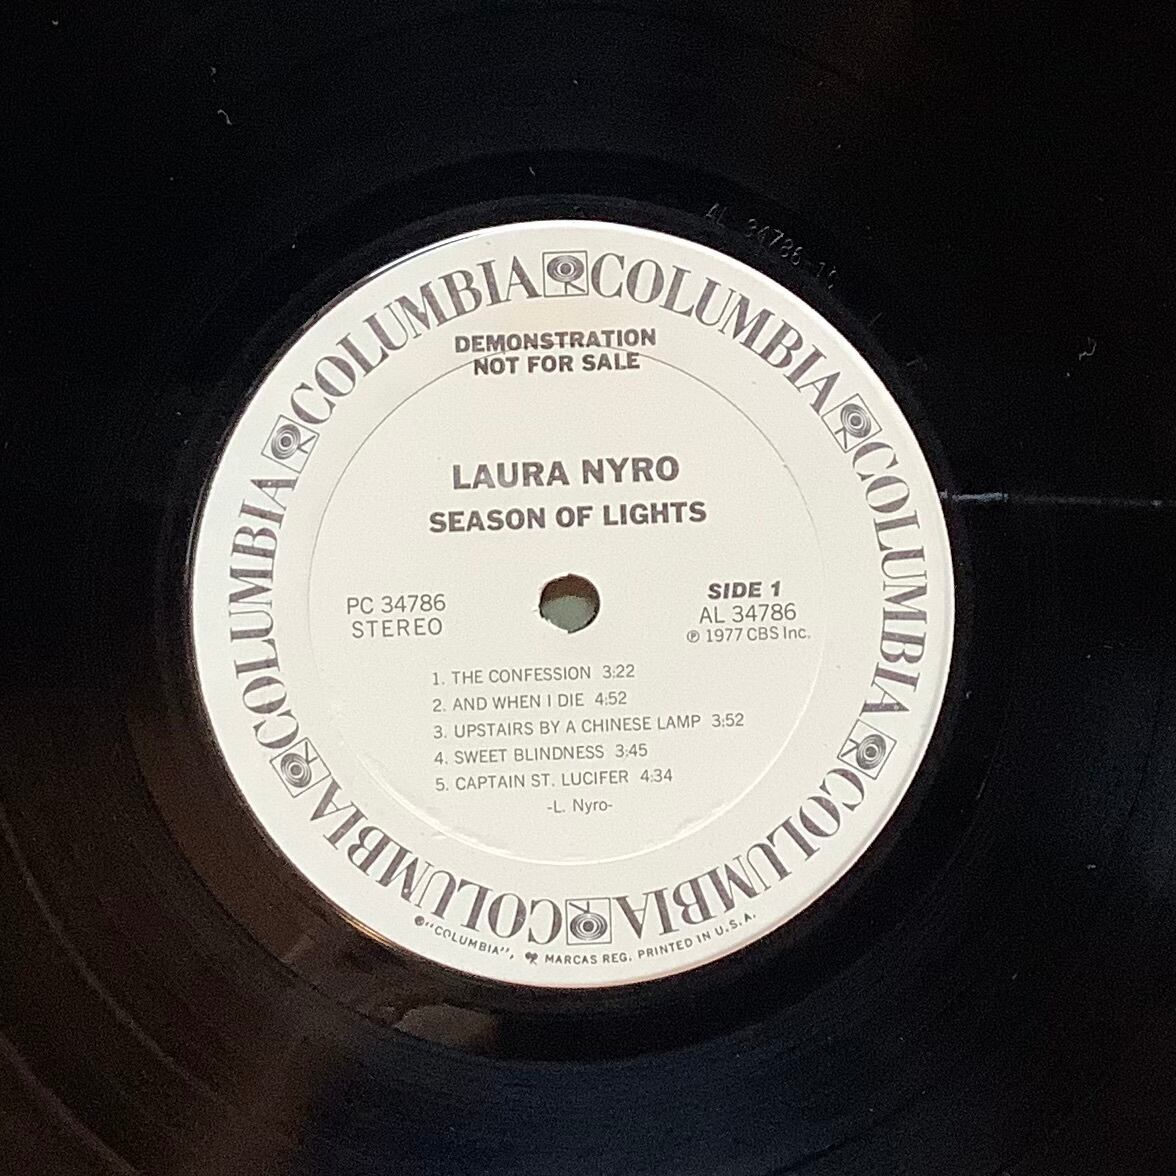 COLUMBIA COLUMBIA COLUMBIA COLUMBIA COLUMBIA COLUMBIA
DEMONSTRATION
NOT FOR SALE
LAURA NYRO
SEASON OF LIGHTS
PC 34786
STEREO
SIDE 1
AL 34786
℗ 1977 CBS Inc.
1. THE CONFESSION 3:22
2. AND WHEN I DIE 4:52
3. UPSTAIRS BY A CHINESE LAMP 3:52
4. SWEET BLINDNESS 3:45
5. CAPTAIN ST. LUCIFER 4:34
-L. Nyro-
"COLUMBIA", MARCAS REG. PRINTED IN U.S.A.
AL 34786